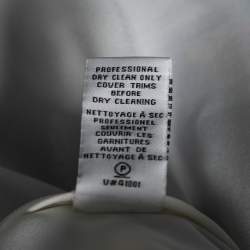 PROFESSIONAL
DRY CLEAN ONLY
COVER TRIMS
BEFORE
DRY CLEANING
NETTOYAGE À SEC
PROFESSIONEL
SEULEMENT
COUVRIR LES
GARNITURES
AVANT DE
NETTOYAGE À SEC
P